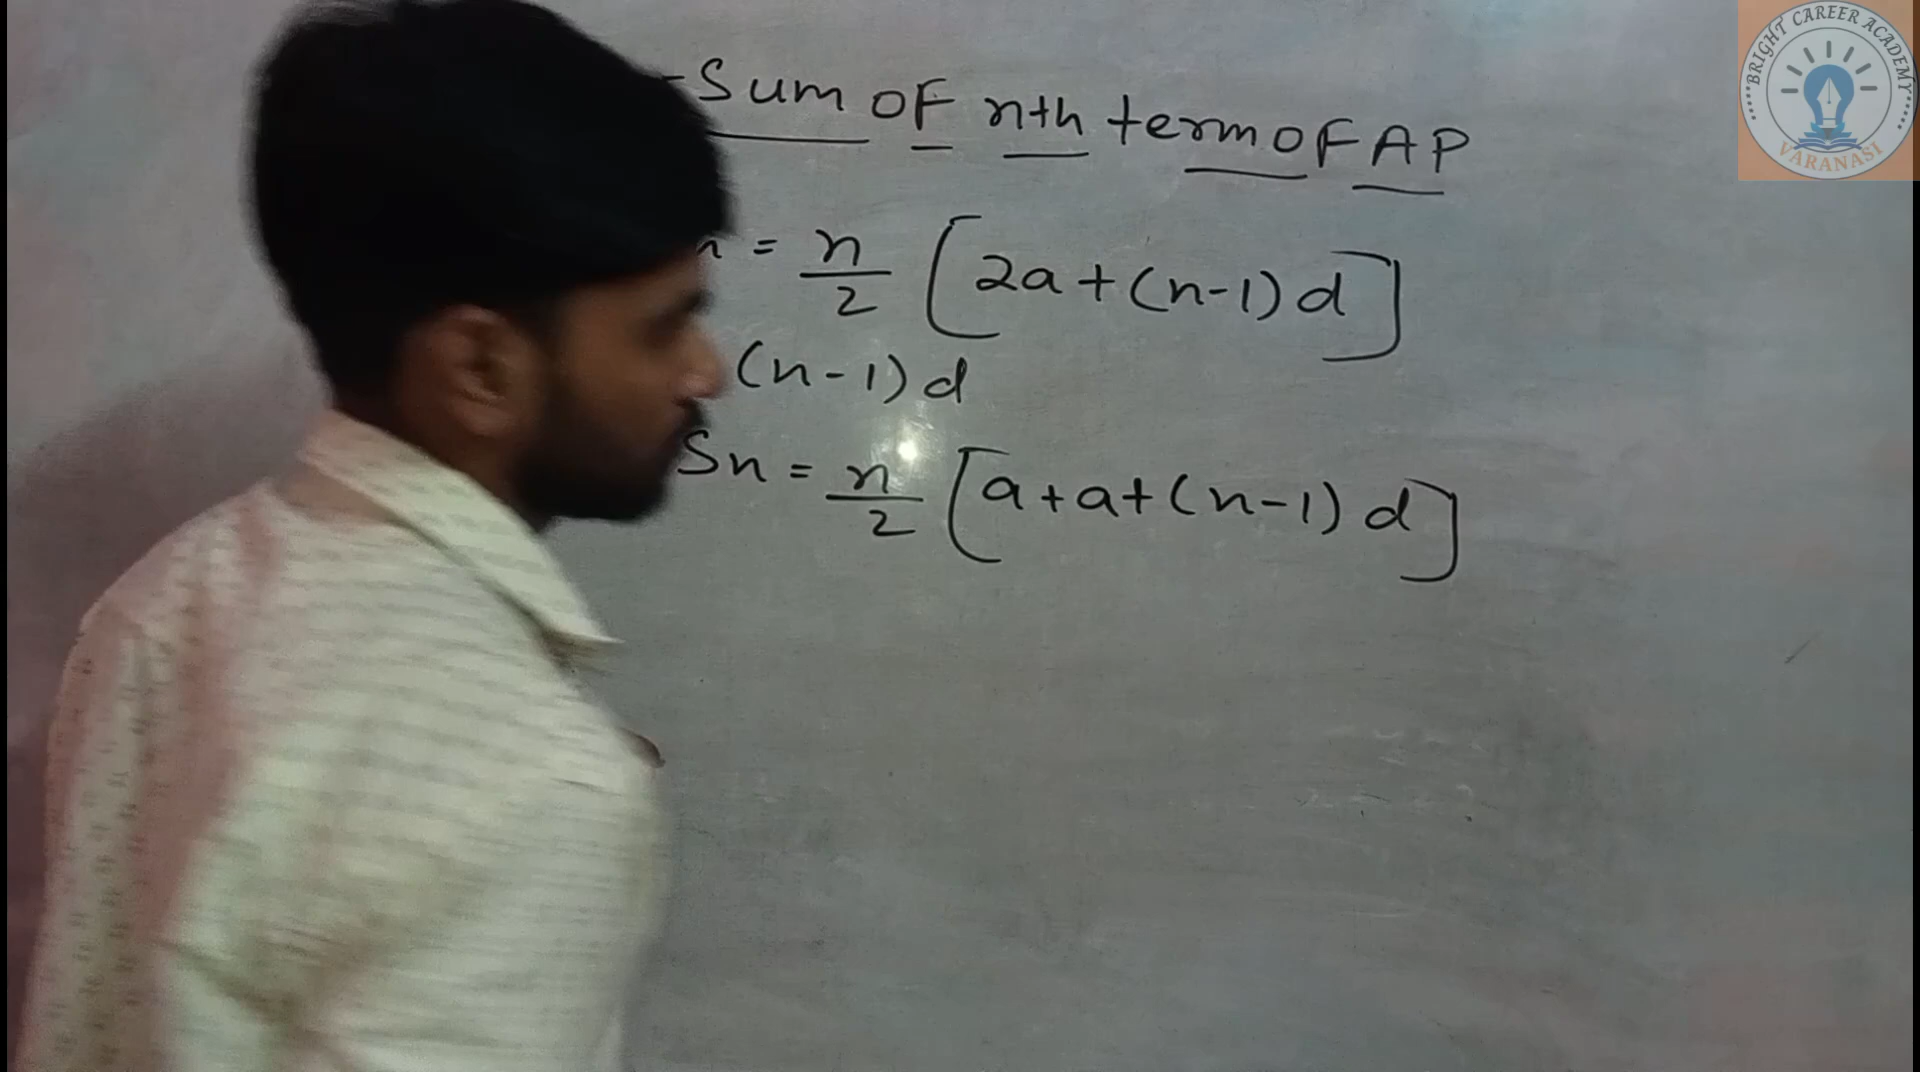 Sum OF nth term OF AP
n = n/2 [2a + (n-1) d]
(n-1) d
Sn = n/2 [a + a + (n-1) d]
BRIGHT CAREER ACADEMY
VARANASI